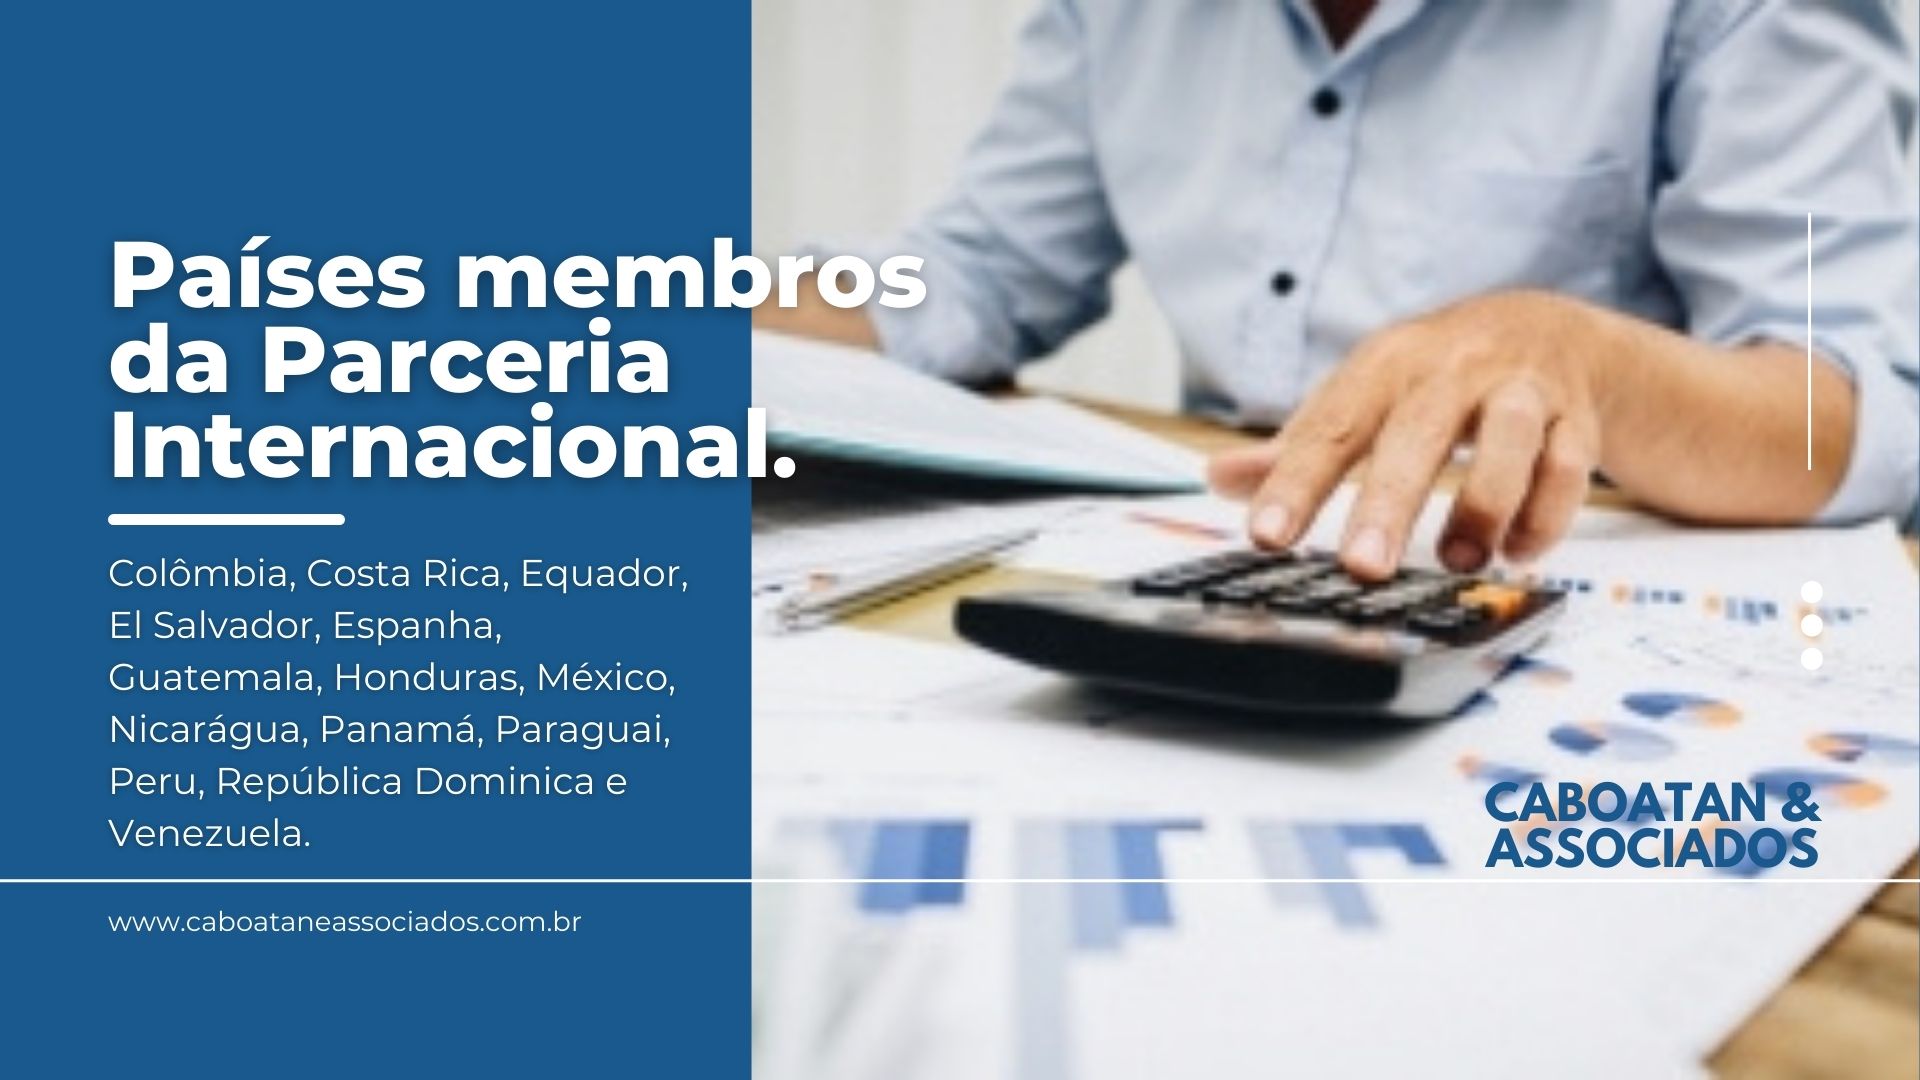 Países membros
da Parceria
Internacional.
Colômbia, Costa Rica, Equador,
El Salvador, Espanha,
Guatemala, Honduras, México,
Nicarágua, Panamá, Paraguai,
Peru, República Dominica e
Venezuela.
CABOATAN &
ASSOCIADOS
www.caboataneassociados.com.br